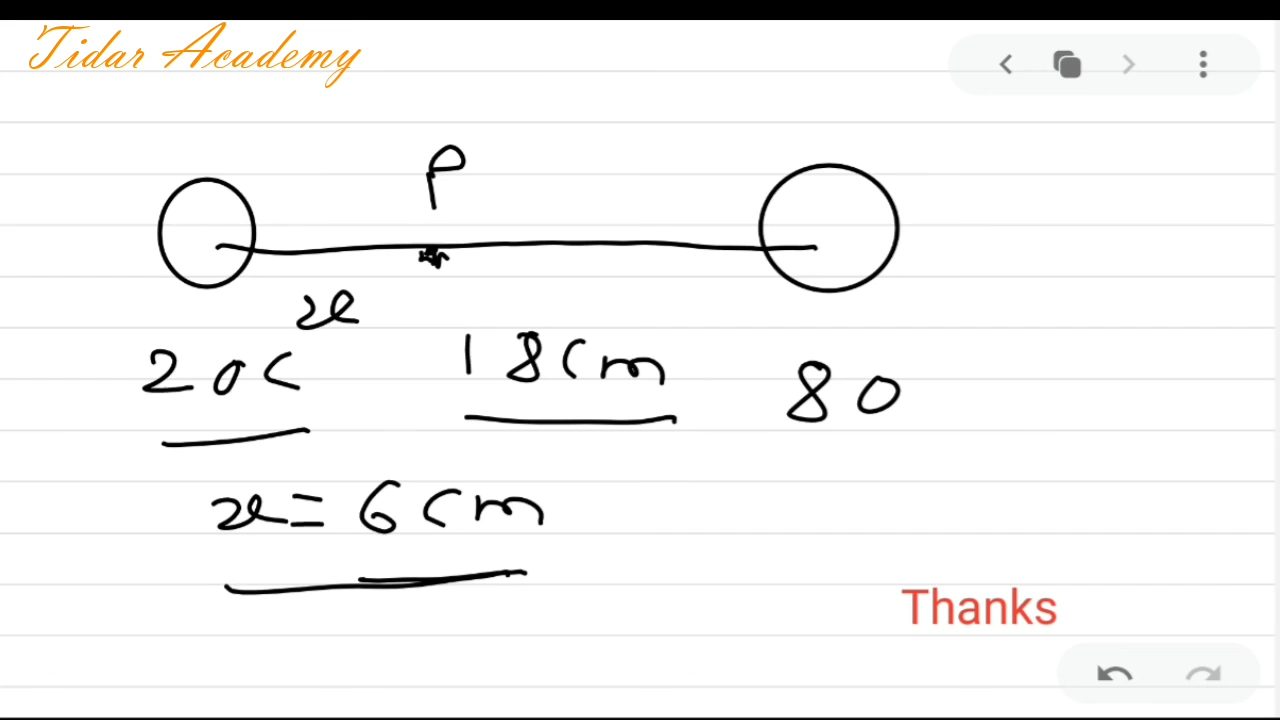 Tidar Academy
P
x
20C 18cm 80
x = 6cm
Thanks